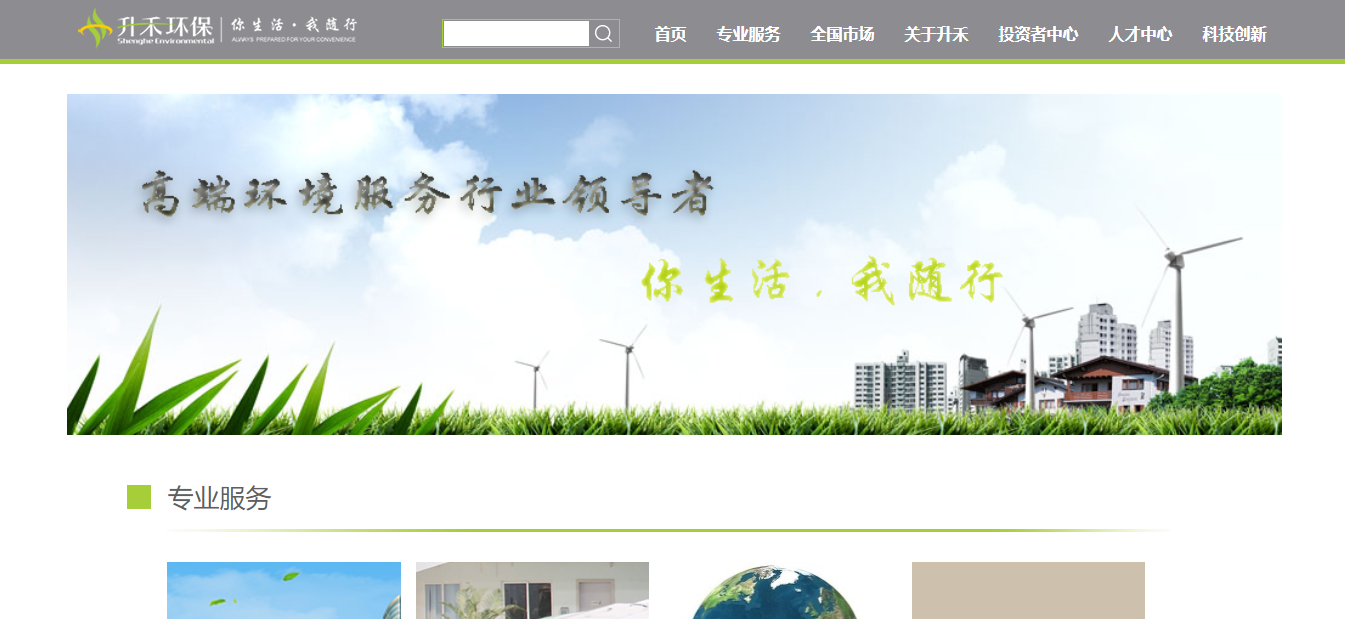 升禾环保 你生活·我随行
Shenghe Environmental ALWAYS PREPARED FOR YOUR CONVENIENCE
首页 专业服务 全国市场 关于升禾 投资者中心 人才中心 科技创新
高端环境服务行业领导者
你生活，我随行
专业服务